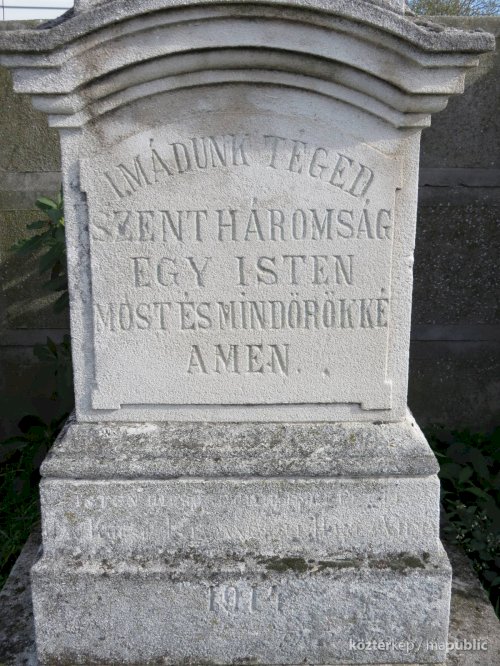 IMÁDUNK TÉGED
SZENTHÁROMSÁG
EGY ISTEN
MOST ÉS MINDÖRÖKKÉ
AMEN.
1914
köztérkép / mapublic